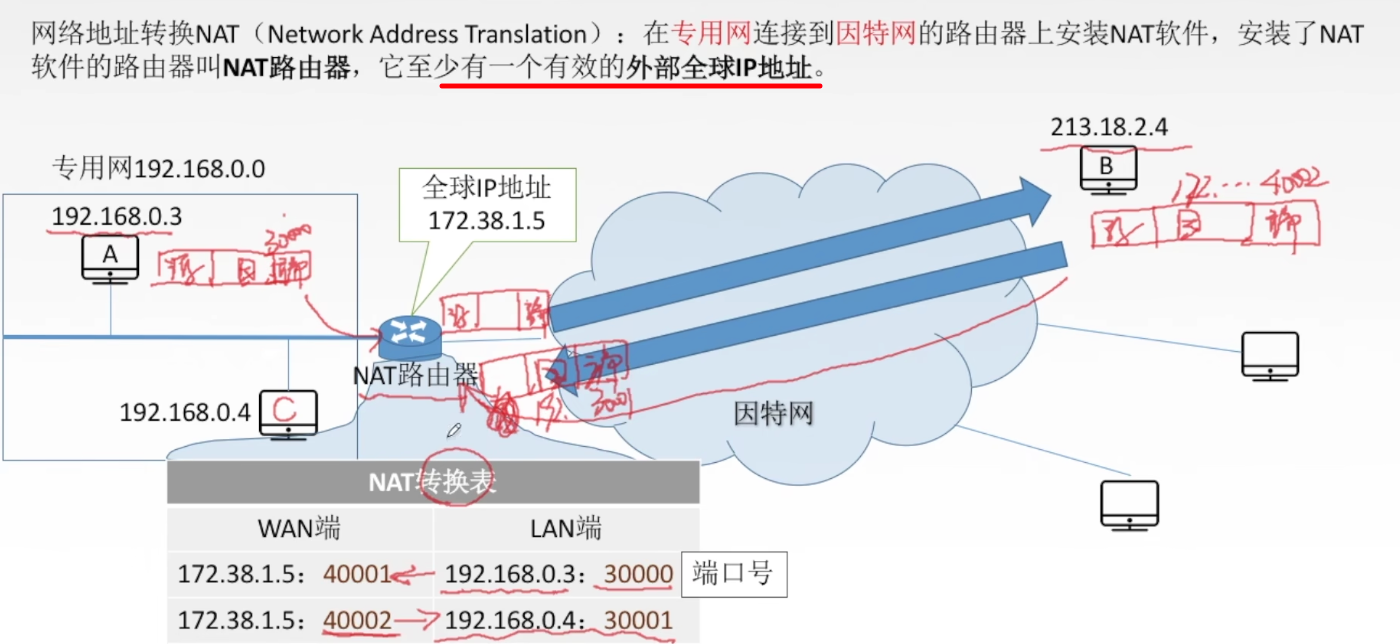 网络地址转换NAT（Network Address Translation）：在专用网连接到因特网的路由器上安装NAT软件，安装了NAT
软件的路由器叫NAT路由器，它至少有一个有效的外部全球IP地址。
213.18.2.4
B
专用网192.168.0.0
全球IP地址
172.38.1.5
172.... 40002
192.168.0.3
A
30000
源 目 端
源 目 端
源 端
NAT路由器
目 端
192. 30001
192.168.0.4
C
因特网
NAT转换表
WAN端 LAN端
172.38.1.5：40001 192.168.0.3：30000 端口号
172.38.1.5：40002 192.168.0.4：30001